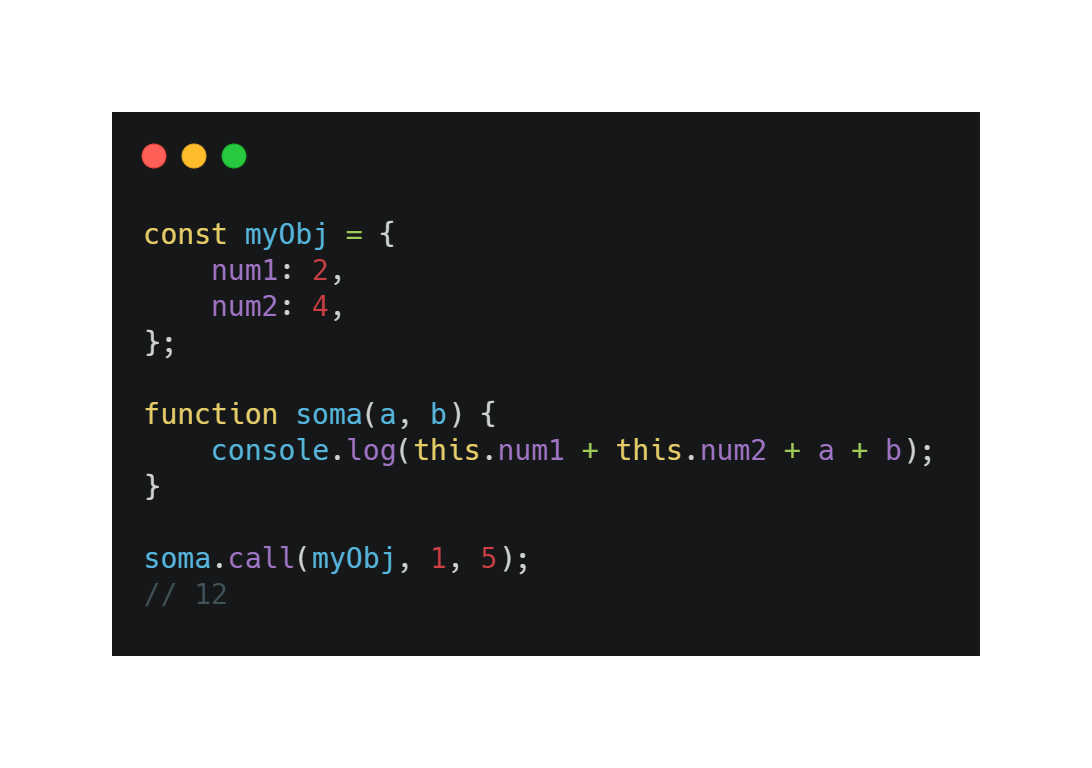 const myObj = {
    num1: 2,
    num2: 4,
};

function soma(a, b) {
    console.log(this.num1 + this.num2 + a + b);
}

soma.call(myObj, 1, 5);
// 12